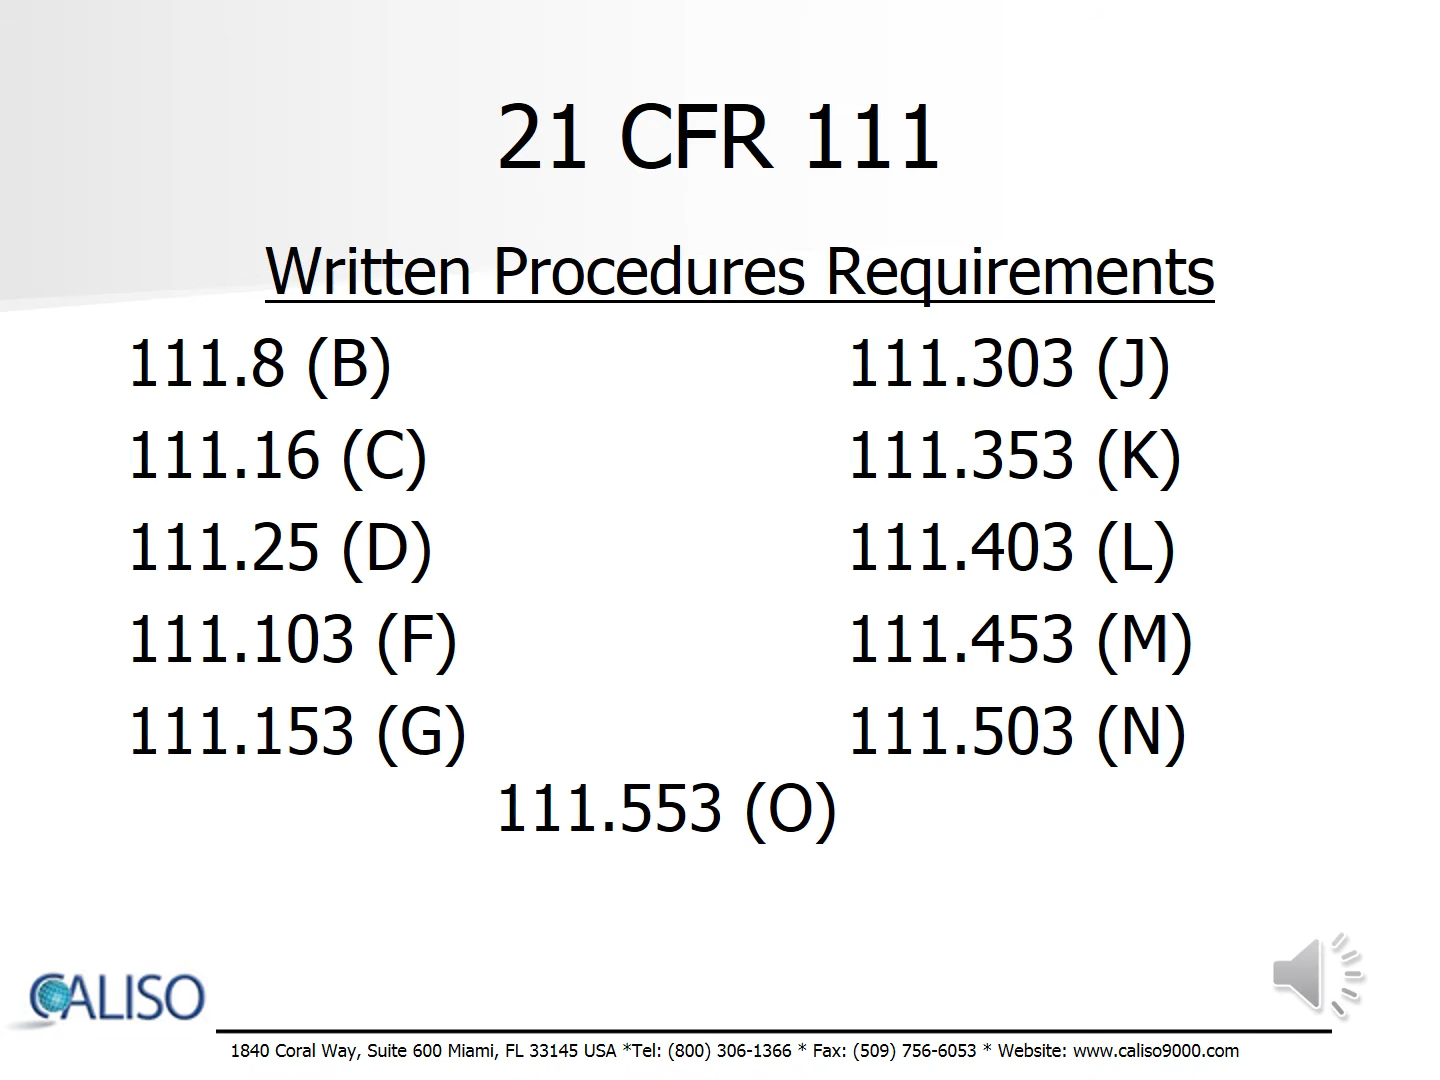 21 CFR 111
Written Procedures Requirements
111.8 (B)
111.16 (C)
111.25 (D)
111.103 (F)
111.153 (G)
111.303 (J)
111.353 (K)
111.403 (L)
111.453 (M)
111.503 (N)
111.553 (O)
CALISO
1840 Coral Way, Suite 600 Miami, FL 33145 USA *Tel: (800) 306-1366 * Fax: (509) 756-6053 * Website: www.caliso9000.com